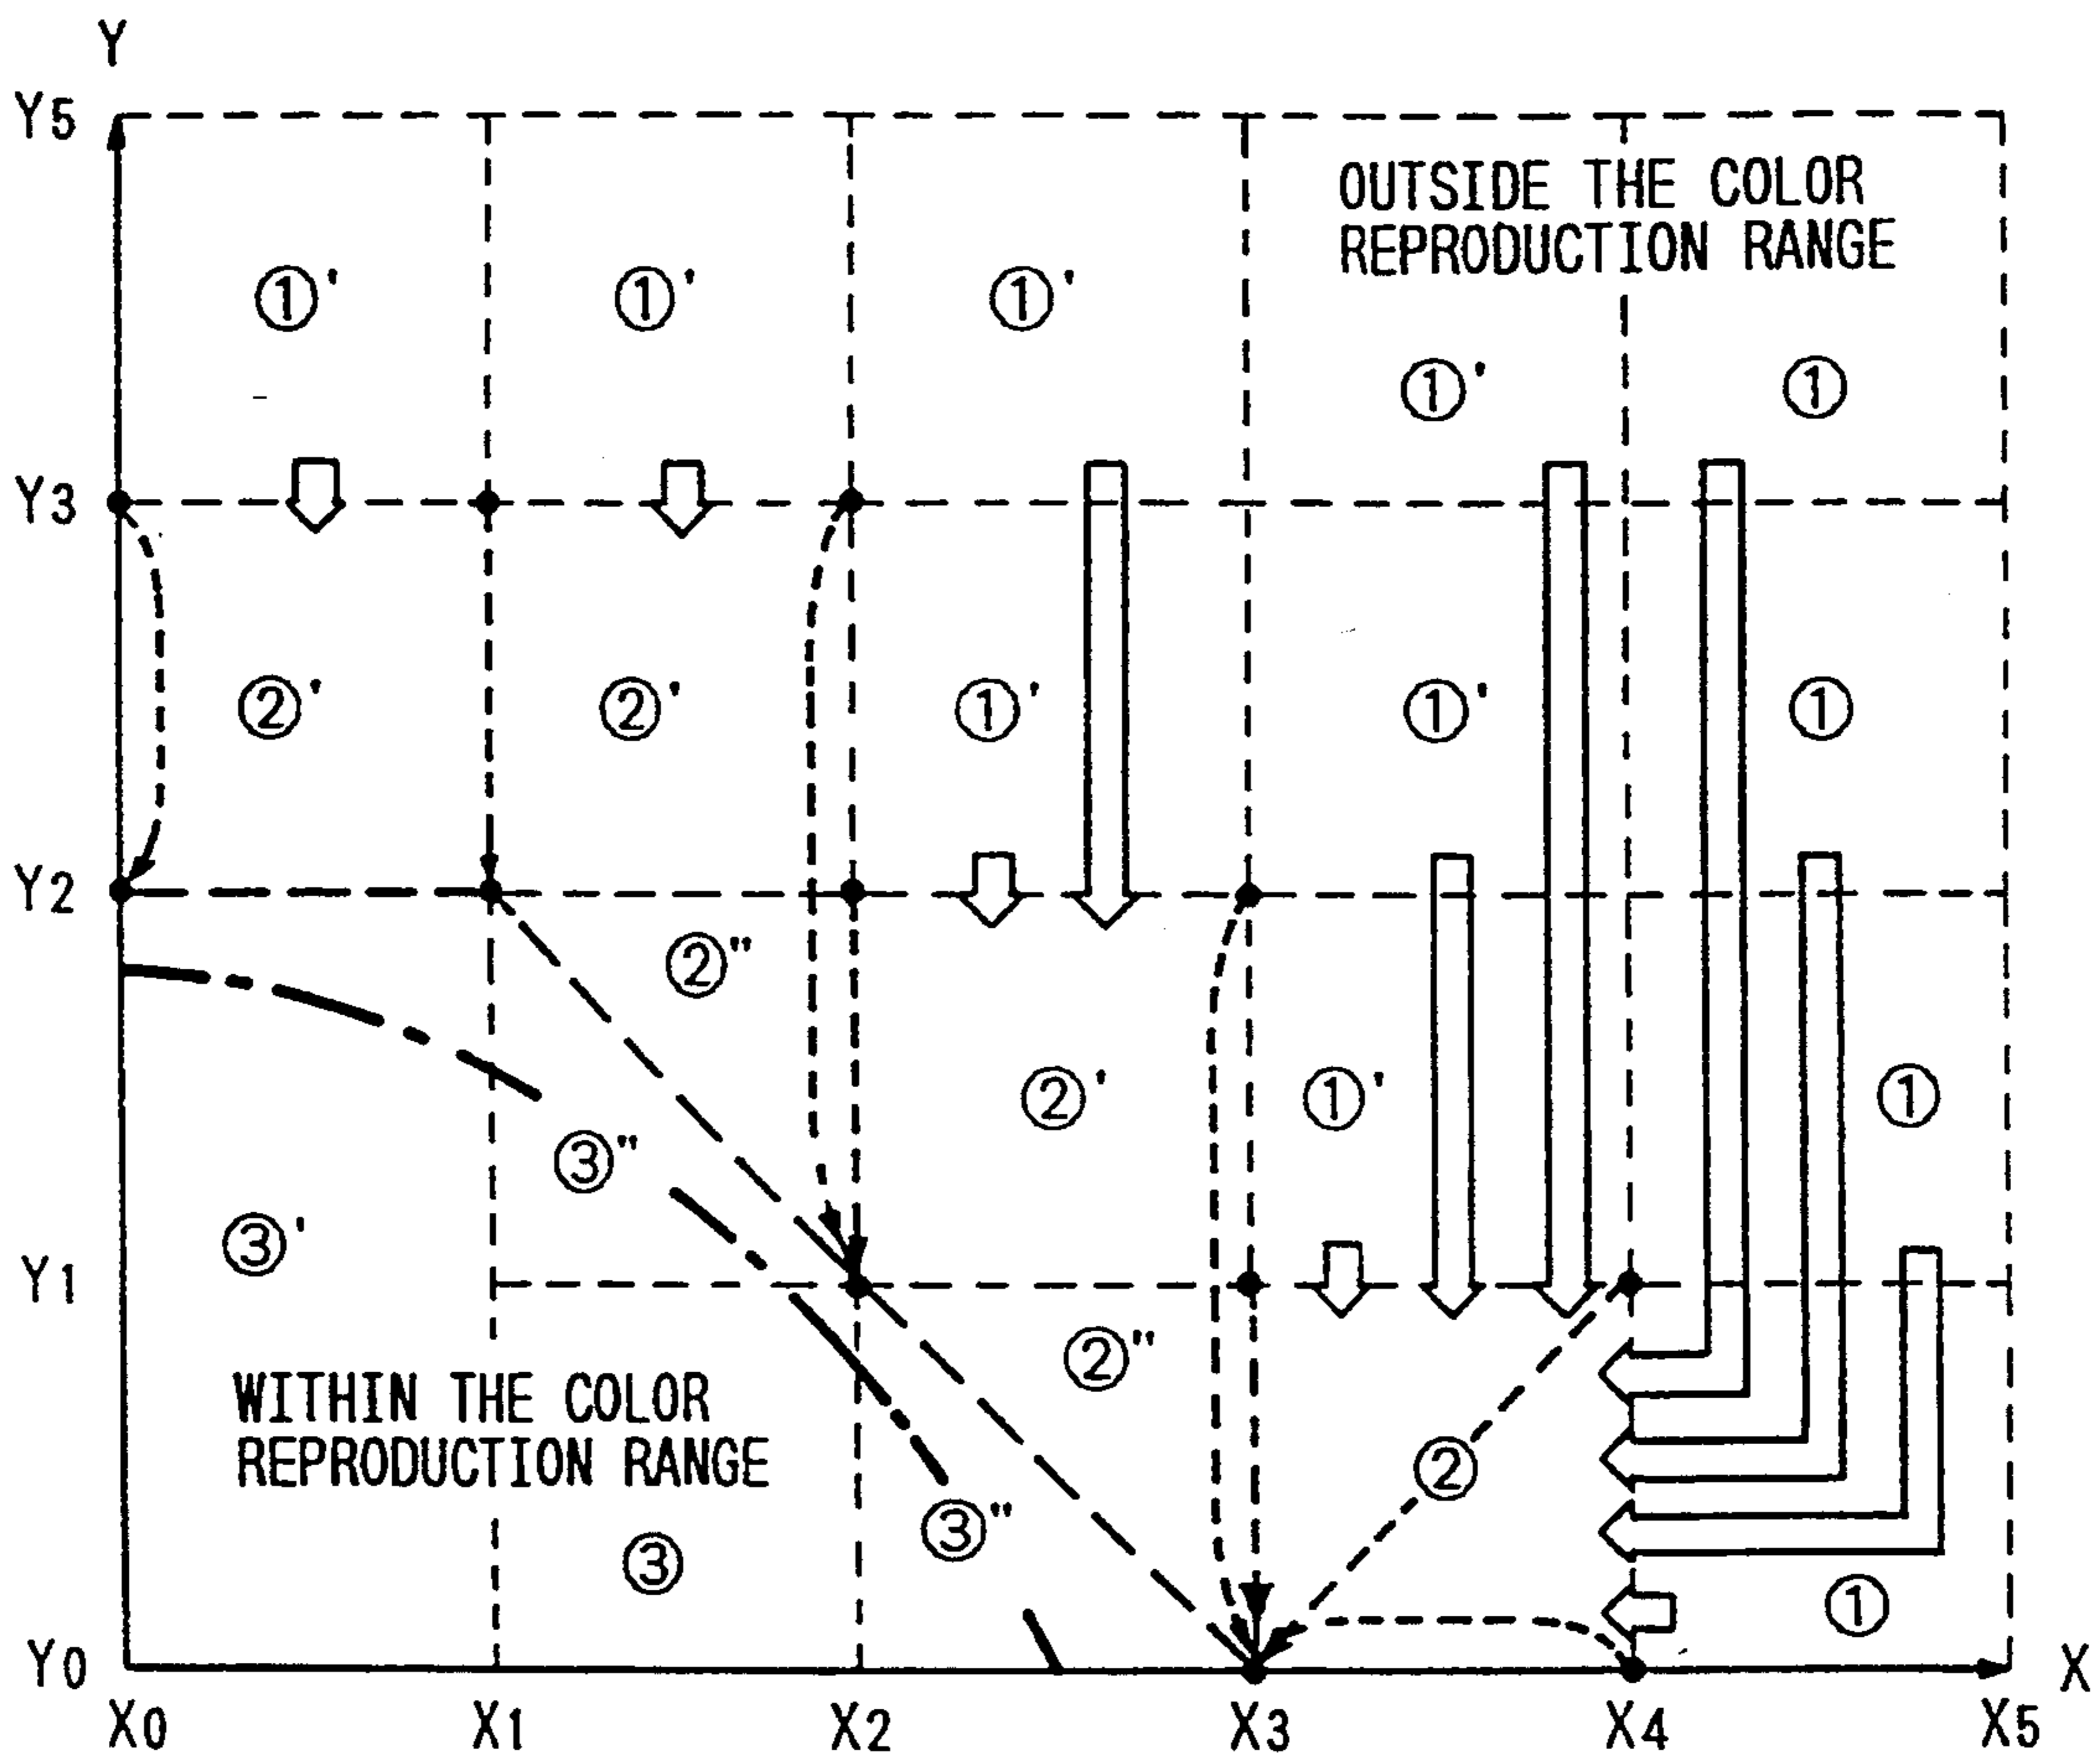 Y
Y5
OUTSIDE THE COLOR
REPRODUCTION RANGE
①' ①' ①'
①' ①
Y3
②' ②' ①' ①' ①
Y2
②"
②' ①' ①
③"
③'
Y1
②"
WITHIN THE COLOR
REPRODUCTION RANGE
②
③"
③
①
Y0 X
X0 X1 X2 X3 X4 X5